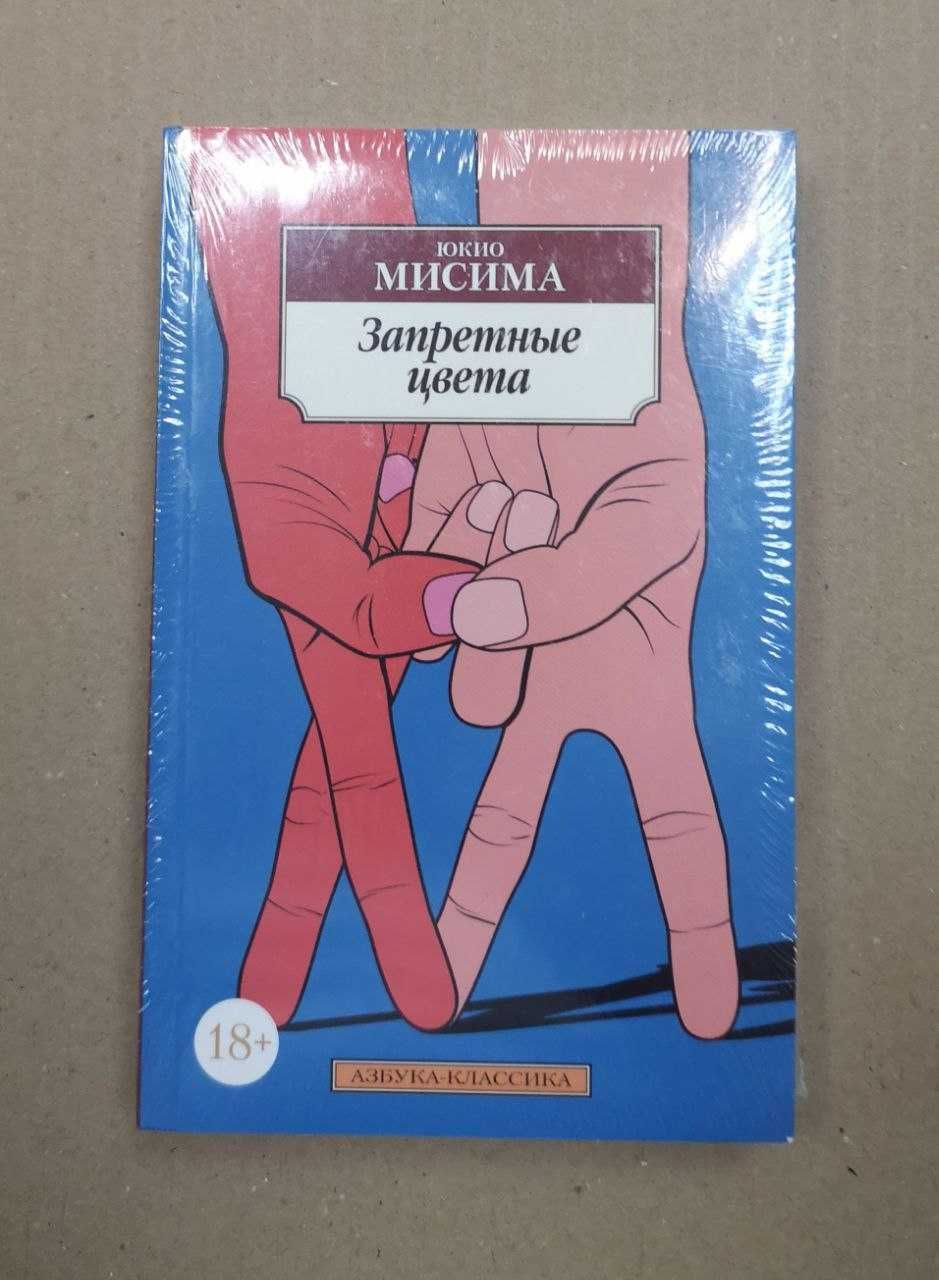 ЮКИО
МИСИМА
Запретные
цвета
18+
АЗБУКА-КЛАССИКА